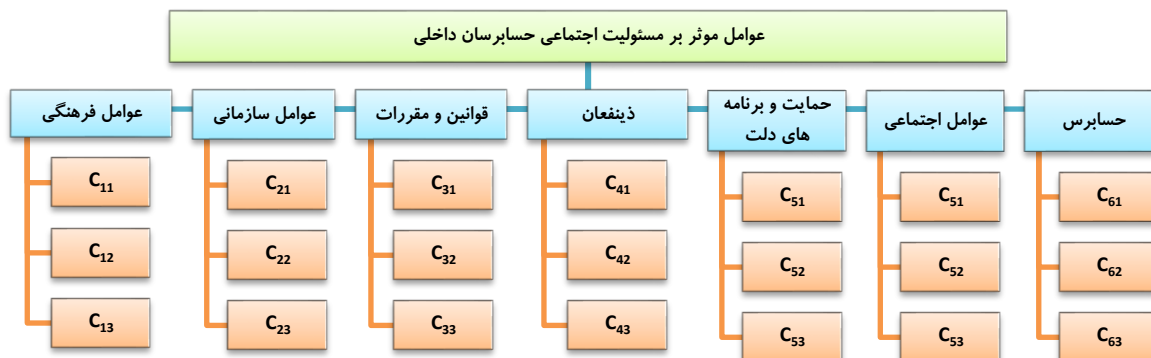 عوامل موثر بر مسئولیت اجتماعی حسابرسان داخلی
حسابرس
عوامل اجتماعی
حمایت و برنامه
های دلت
ذینفعان
قوانین و مقررات
عوامل سازمانی
عوامل فرهنگی
C61
C51
C51
C41
C31
C21
C11
C62
C52
C52
C42
C32
C22
C12
C63
C53
C53
C43
C33
C23
C13